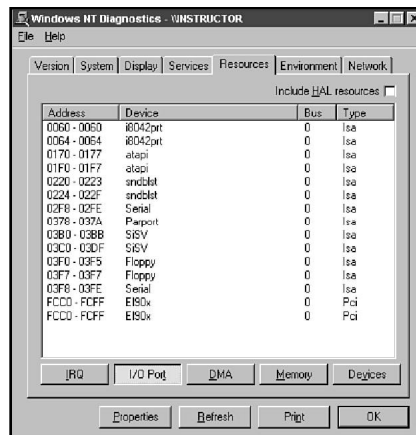 Windows NT Diagnostics - \\INSTRUCTOR
File Help
Version System Display Services Resources Environment Network
Include HAL resources
Address Device Bus Type
0060 - 0060 i8042prt 0 Isa
0064 - 0064 i8042prt 0 Isa
0170 - 0177 atapi 0 Isa
01F0 - 01F7 atapi 0 Isa
0220 - 0223 sndblst 0 Isa
0224 - 022F sndblst 0 Isa
02F8 - 02FE Serial 0 Isa
0378 - 037A Parport 0 Isa
03B0 - 03BB SiSV 0 Isa
03C0 - 03DF SiSV 0 Isa
03F0 - 03F5 Floppy 0 Isa
03F7 - 03F7 Floppy 0 Isa
03F8 - 03FE Serial 0 Isa
FCC0 - FCFF El90x 0 Pci
FCC0 - FCFF El90x 0 Pci
IRQ I/O Port DMA Memory Devices
Properties Refresh Print OK